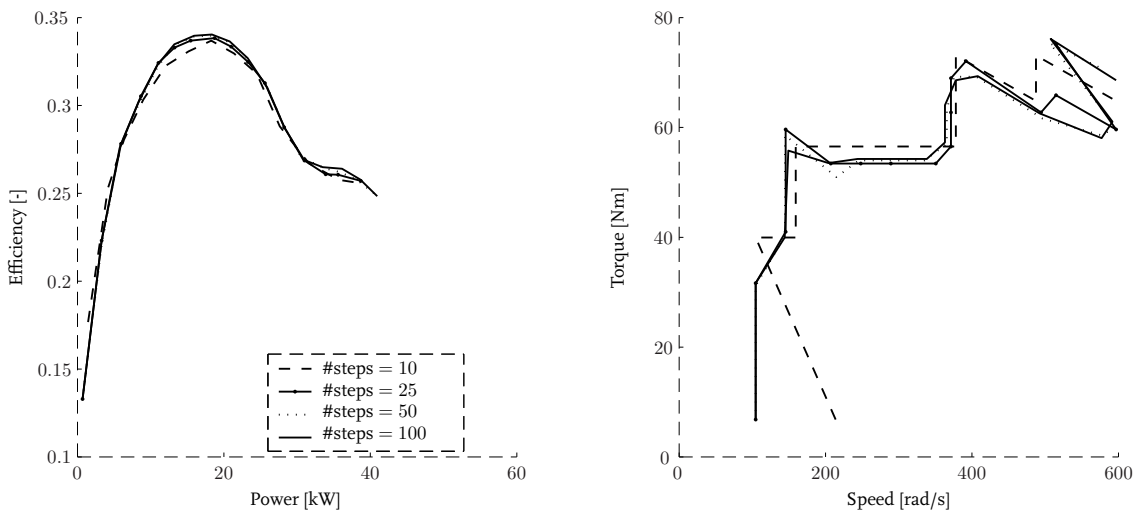 0.35
0.3
0.25
0.2
0.15
0.1
Efficiency [-]
#steps = 10
#steps = 25
#steps = 50
#steps = 100
0 20 40 60
Power [kW]
80
60
40
20
0
Torque [Nm]
0 200 400 600
Speed [rad/s]